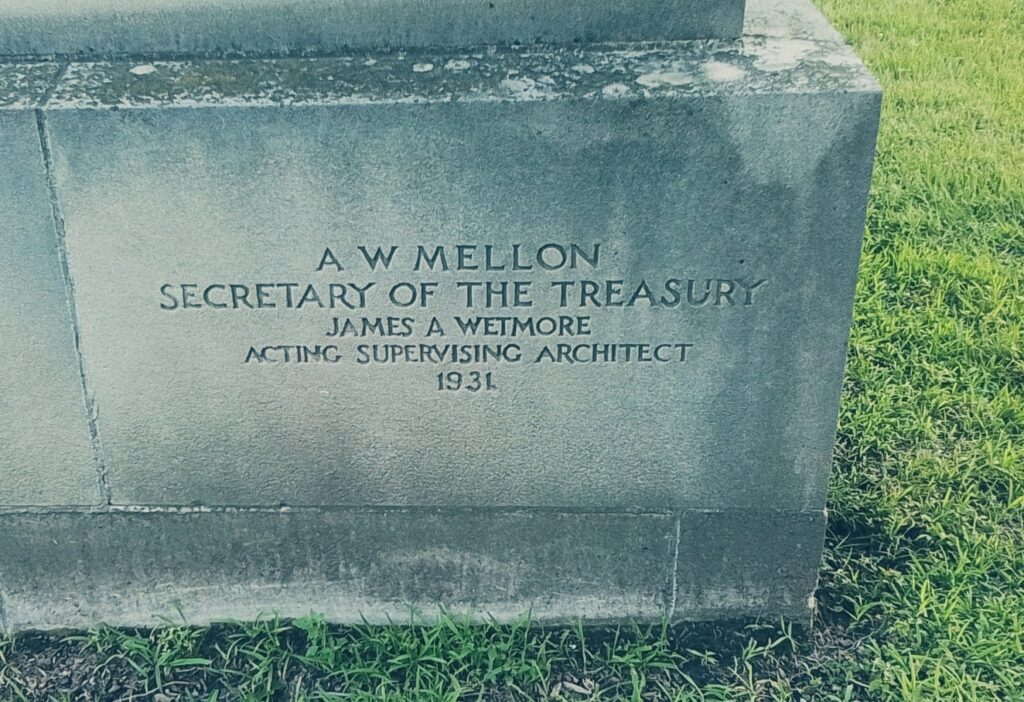 A W MELLON
SECRETARY OF THE TREASURY
JAMES A WETMORE
ACTING SUPERVISING ARCHITECT
1931